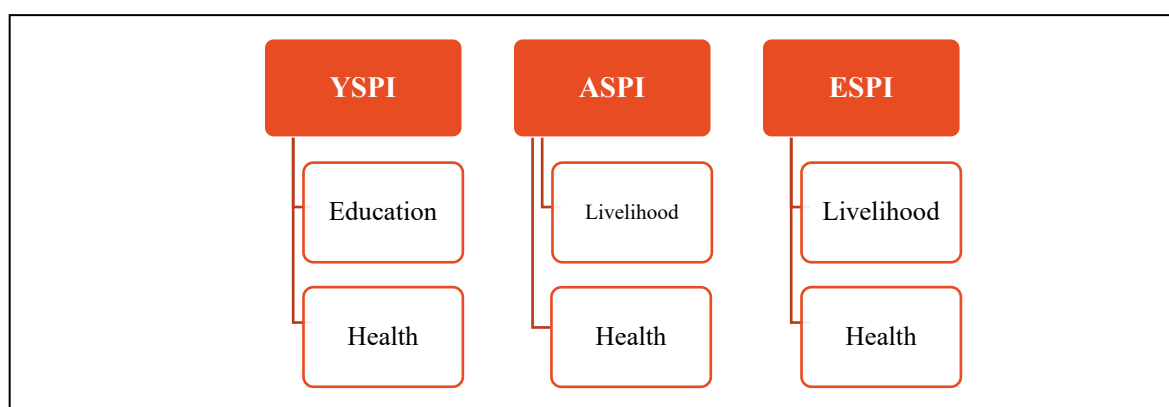 YSPI
Education
Health
ASPI
Livelihood
Health
ESPI
Livelihood
Health